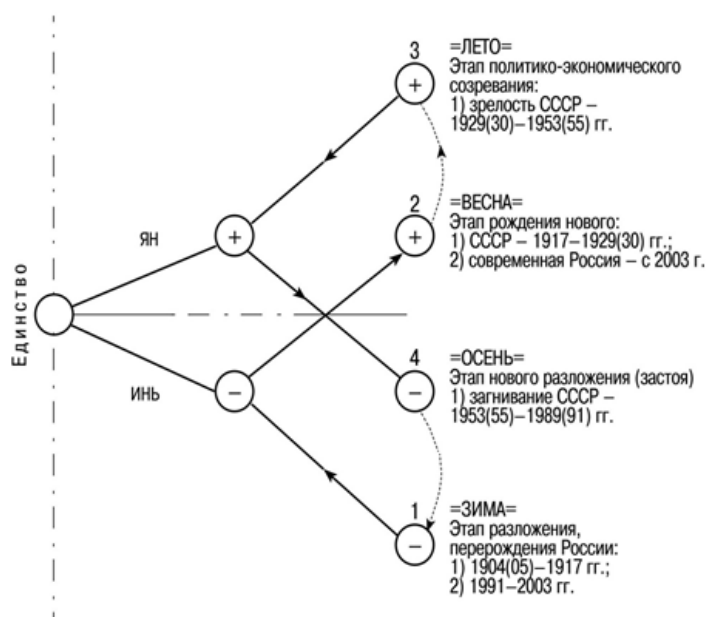 3
=ЛЕТО=
Этап политико-экономического
созревания:
1) зрелость СССР –
1929(30)–1953(55) гг.
+
2
=ВЕСНА=
Этап рождения нового:
1) СССР – 1917–1929(30) гг.;
2) современная Россия – с 2003 г.
+
ЯН
+
Единство
4
=ОСЕНЬ=
Этап нового разложения (застоя)
1) загнивание СССР –
1953(55)–1989(91) гг.
–
ИНЬ
–
1
=ЗИМА=
Этап разложения,
перерождения России:
1) 1904(05)–1917 гг.;
2) 1991–2003 гг.
–